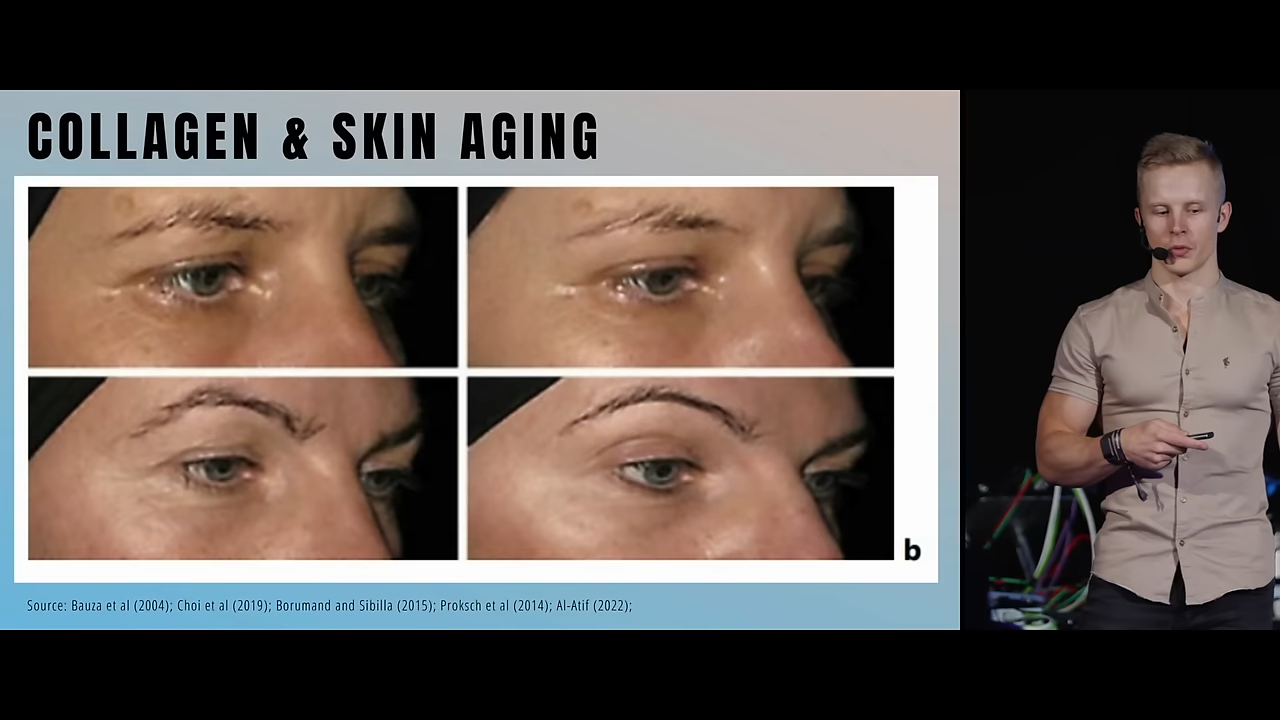 COLLAGEN & SKIN AGING
b
Source: Bauza et al (2004); Choi et al (2019); Borumand and Sibilla (2015); Proksch et al (2014); Al-Atif (2022);